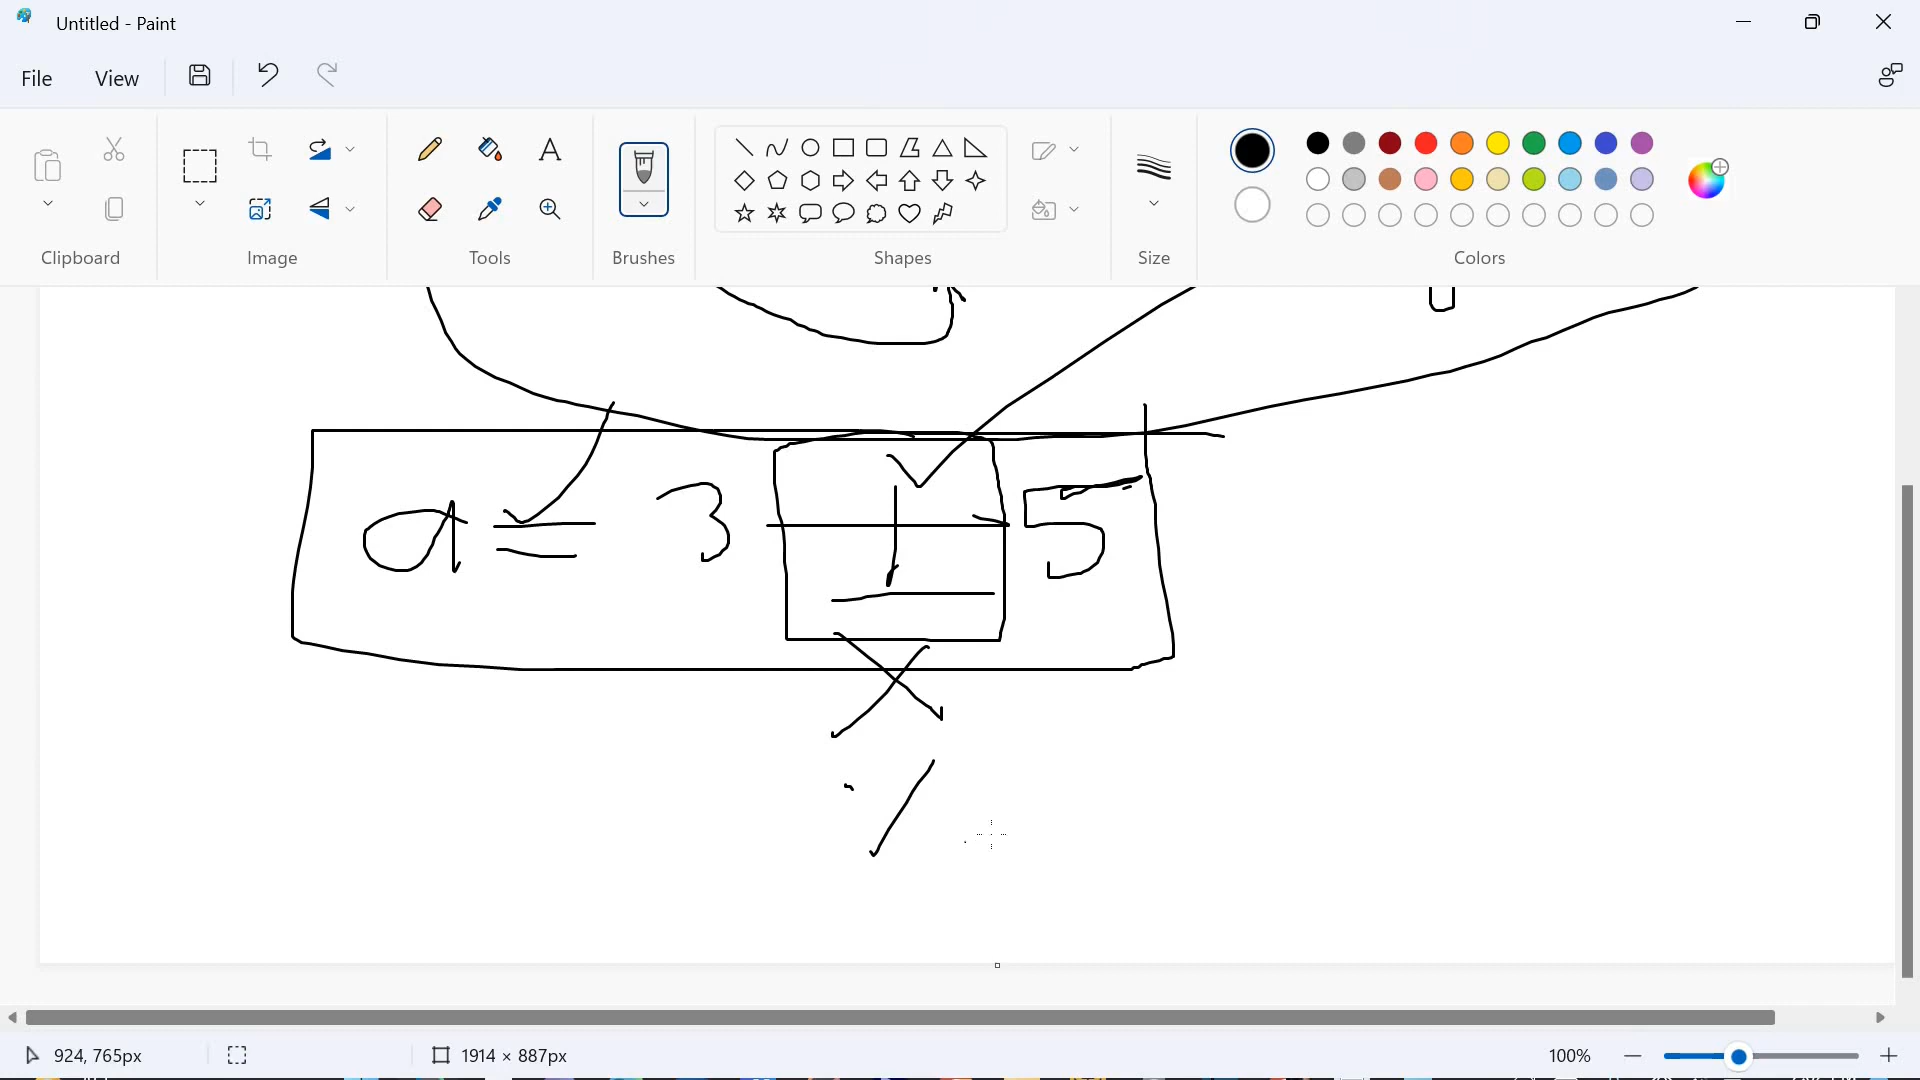 Untitled - Paint
File View
Clipboard Image Tools Brushes Shapes Size Colors
a = 3 + 5
924, 765px 1914 × 887px 100%